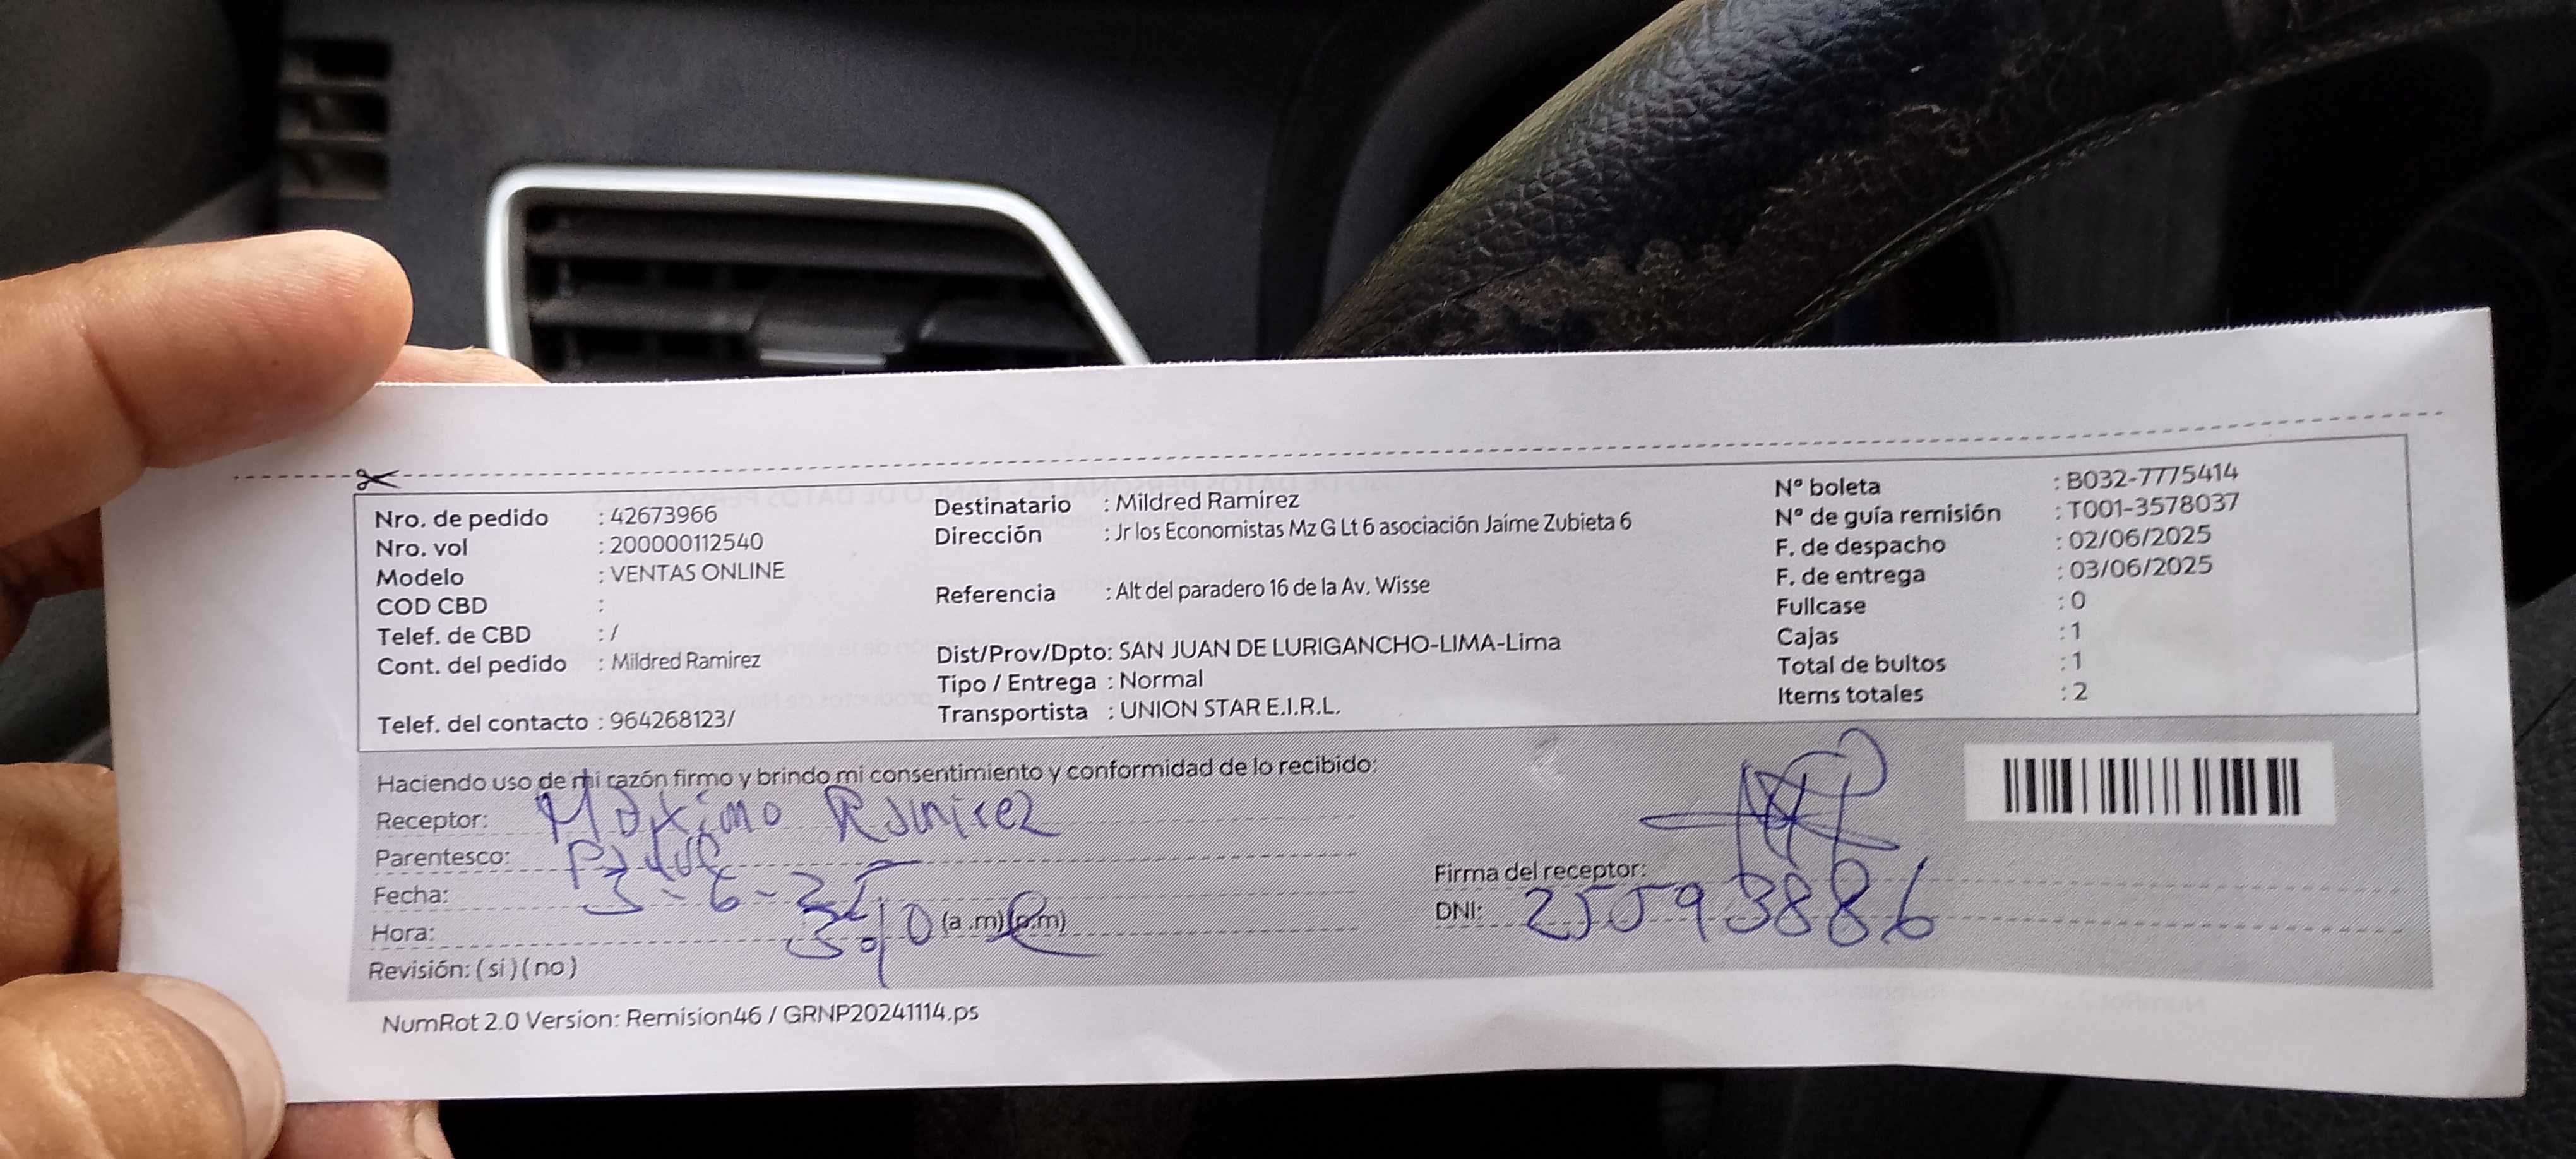 Nro. de pedido : 42673966
Nro. vol : 200000112540
Modelo : VENTAS ONLINE
COD CBD :
Telef. de CBD : /
Cont. del pedido : Mildred Ramirez
Telef. del contacto : 964268123/
Destinatario : Mildred Ramirez
Dirección : Jr los Economistas Mz G Lt 6 asociación Jaime Zubieta 6
Referencia : Alt del paradero 16 de la Av. Wisse
Dist/Prov/Dpto: SAN JUAN DE LURIGANCHO-LIMA-Lima
Tipo / Entrega : Normal
Transportista : UNION STAR E.I.R.L.
Nº boleta : B032-7775414
Nº de guía remisión : T001-3578037
F. de despacho : 02/06/2025
F. de entrega : 03/06/2025
Fullcase : 0
Cajas : 1
Total de bultos : 1
Items totales : 2
Haciendo uso de mi razón firmo y brindo mi consentimiento y conformidad de lo recibido:
Receptor: Maximo Ramirez
Parentesco: Padre
Fecha: 3-6-25
Hora: (a .m)(p.m)
Revisión: (si) (no)
Firma del receptor:
DNI: 25593886
NumRot 2.0 Version: Remision46 / GRNP20241114.ps